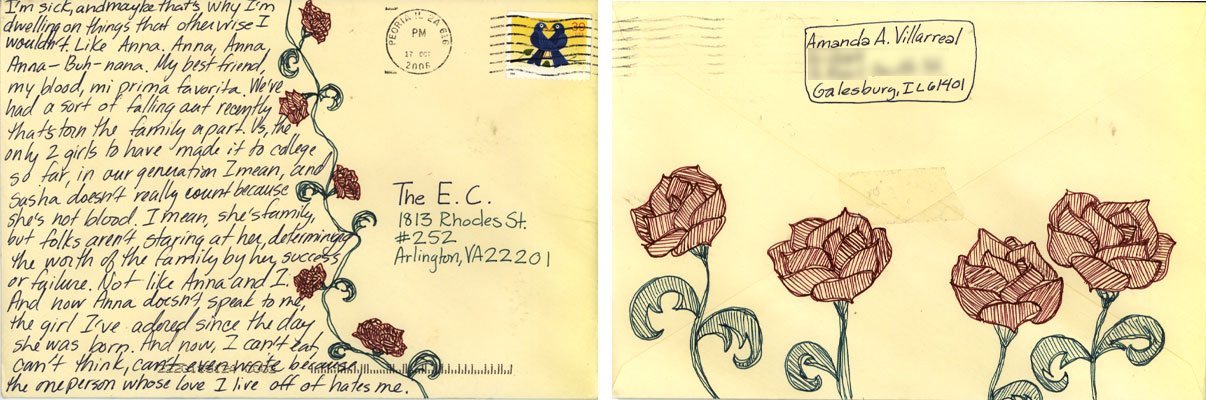 I'm sick, and maybe that's why I'm
dwelling on things that otherwise I
wouldn't. Like Anna. Anna, Anna,
Anna-Buh-nana. My best friend,
my blood, mi prima favorita. We've
had a sort of falling out recently
that's torn the family apart. Us, the
only 2 girls to have made it to college
so far, in our generation I mean, and
Sasha doesn't really count because
she's not blood. I mean, she's family,
but folks aren't staring at her, determining
the worth of the family by her success
or failure. Not like Anna and I.
And now Anna doesn't speak to me,
the girl I've adored since the day
she was born. And now, I can't eat,
can't think, can't even write because
the one person whose love I live off of hates me.
PEORIA IL 2A 616
PM
17 OCT
2006
39
The E.C.
1813 Rhodes St.
#252
Arlington, VA 22201
Amanda A. Villarreal
Galesburg, IL 61401